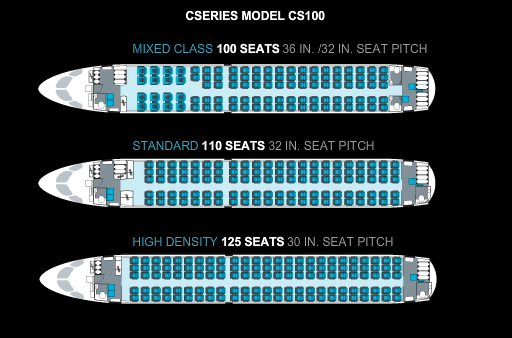 CSERIES MODEL CS100
MIXED CLASS 100 SEATS 36 IN. /32 IN. SEAT PITCH
STANDARD 110 SEATS 32 IN. SEAT PITCH
HIGH DENSITY 125 SEATS 30 IN. SEAT PITCH